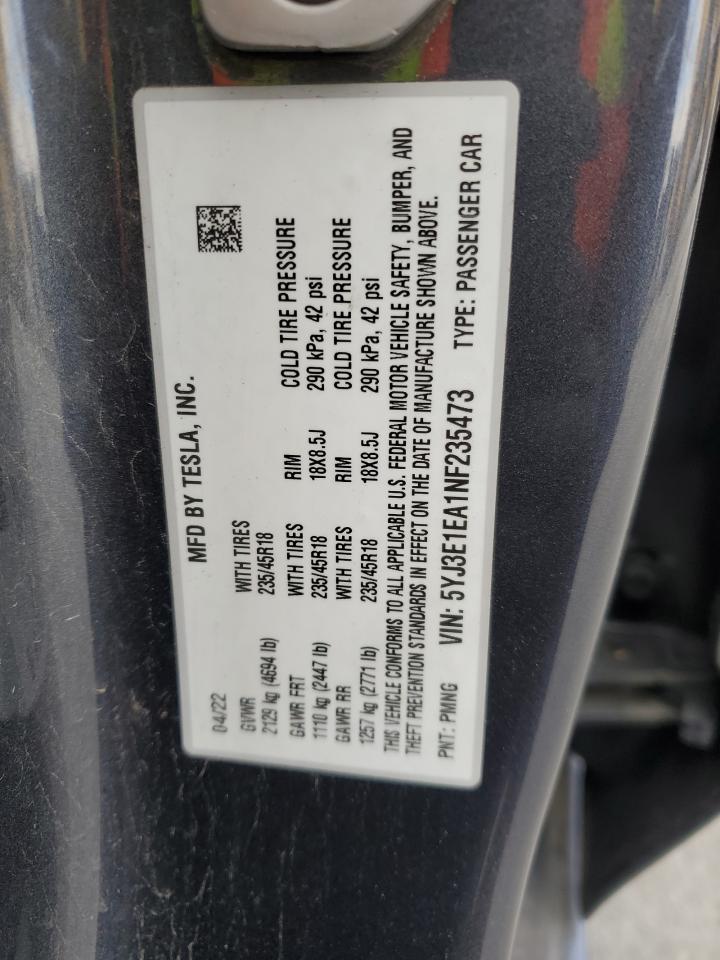 MFD BY TESLA, INC.
04/22
GVWR WITH TIRES
2129 kg (4694 lb) 235/45R18
GAWR FRT WITH TIRES RIM COLD TIRE PRESSURE
1110 kg (2447 lb) 235/45R18 18X8.5J 290 kPa, 42 psi
GAWR RR WITH TIRES RIM COLD TIRE PRESSURE
1257 kg (2771 lb) 235/45R18 18X8.5J 290 kPa, 42 psi
THIS VEHICLE CONFORMS TO ALL APPLICABLE U.S. FEDERAL MOTOR VEHICLE SAFETY, BUMPER, AND
THEFT PREVENTION STANDARDS IN EFFECT ON THE DATE OF MANUFACTURE SHOWN ABOVE.
PNT: PMNG VIN: 5YJ3E1EA1NF235473 TYPE: PASSENGER CAR